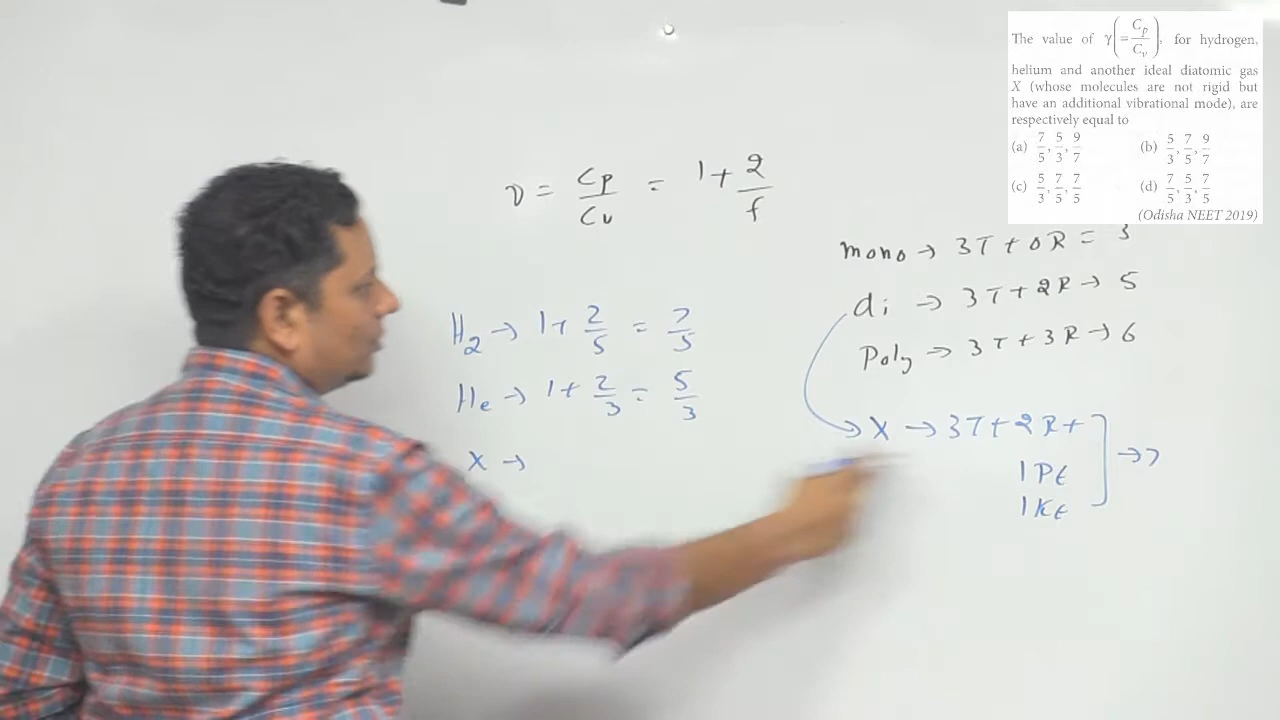 The value of γ(= Cp/Cv), for hydrogen,
helium and another ideal diatomic gas
X (whose molecules are not rigid but
have an additional vibrational mode), are
respectively equal to
(a) 7/5, 5/3, 9/7 (b) 5/3, 7/5, 9/7
(c) 5/3, 7/5, 7/5 (d) 7/5, 5/3, 7/5
(Odisha NEET 2019)
γ = Cp/Cv = 1+ 2/f
mono → 3T + 0R = 3
di → 3T + 2R → 5
Poly → 3T + 3R → 6
H2 → 1+ 2/5 = 7/5
He → 1+ 2/3 = 5/3
X →
X → 3T + 2R +
1PE
1KE
→ 7